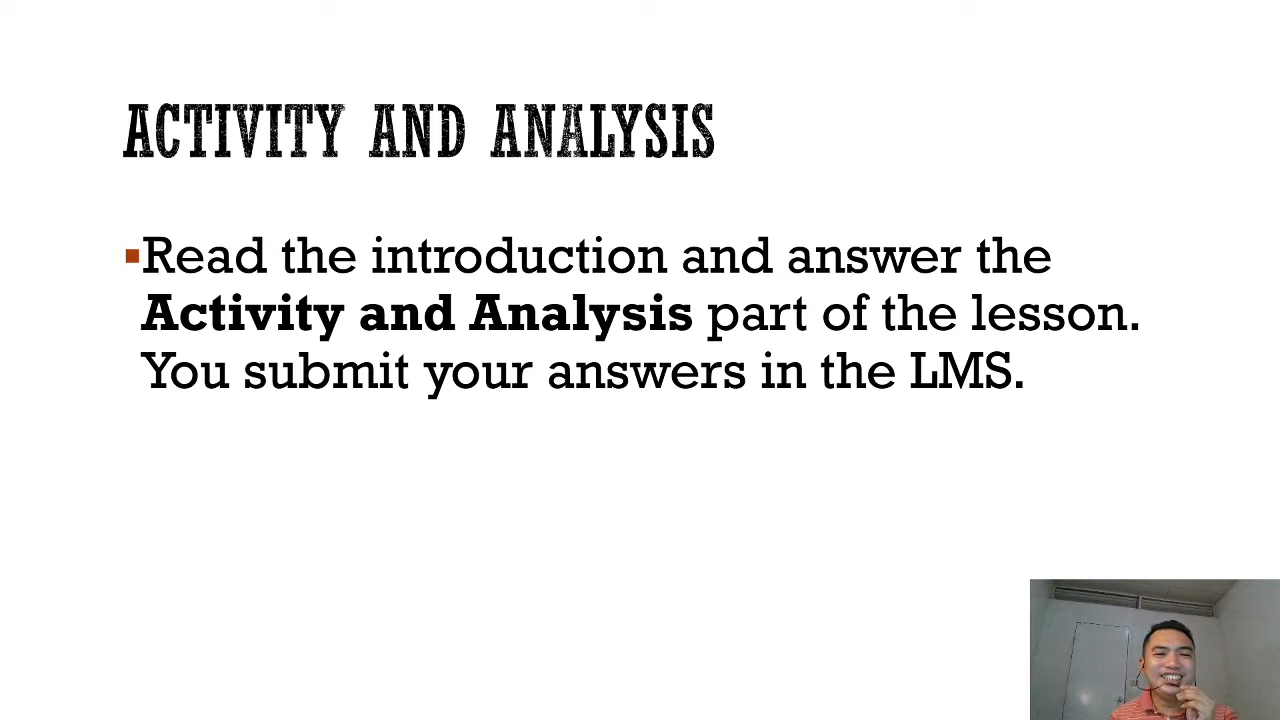 ACTIVITY AND ANALYSIS
▪Read the introduction and answer the
Activity and Analysis part of the lesson.
You submit your answers in the LMS.